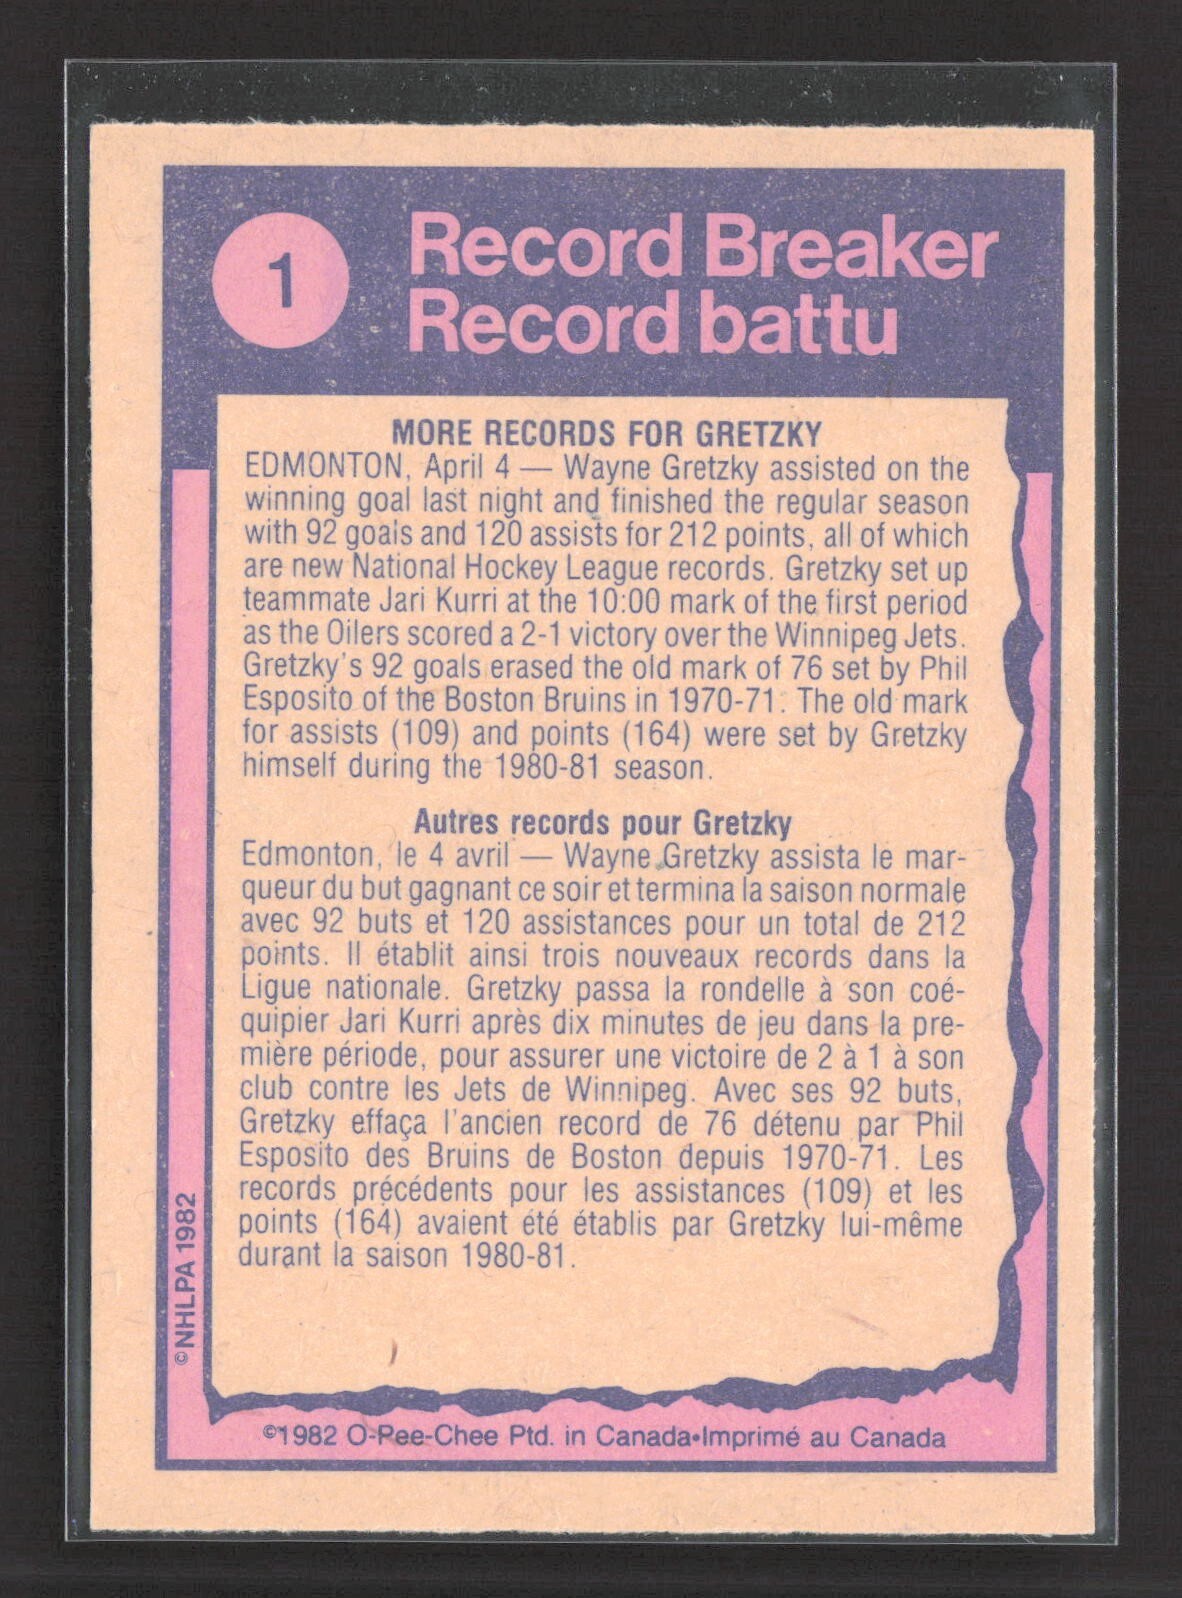 1
Record Breaker
Record battu
MORE RECORDS FOR GRETZKY
EDMONTON, April 4 — Wayne Gretzky assisted on the
winning goal last night and finished the regular season
with 92 goals and 120 assists for 212 points, all of which
are new National Hockey League records. Gretzky set up
teammate Jari Kurri at the 10:00 mark of the first period
as the Oilers scored a 2-1 victory over the Winnipeg Jets.
Gretzky's 92 goals erased the old mark of 76 set by Phil
Esposito of the Boston Bruins in 1970-71. The old mark
for assists (109) and points (164) were set by Gretzky
himself during the 1980-81 season.
Autres records pour Gretzky
Edmonton, le 4 avril — Wayne Gretzky assista le mar-
queur du but gagnant ce soir et termina la saison normale
avec 92 buts et 120 assistances pour un total de 212
points. Il établit ainsi trois nouveaux records dans la
Ligue nationale. Gretzky passa la rondelle à son coé-
quipier Jari Kurri après dix minutes de jeu dans la pre-
mière période, pour assurer une victoire de 2 à 1 à son
club contre les Jets de Winnipeg. Avec ses 92 buts,
Gretzky effaça l'ancien record de 76 détenu par Phil
Esposito des Bruins de Boston depuis 1970-71. Les
records précédents pour les assistances (109) et les
points (164) avaient été établis par Gretzky lui-même
durant la saison 1980-81.
©NHLPA 1982
©1982 O-Pee-Chee Ptd. in Canada•Imprimé au Canada